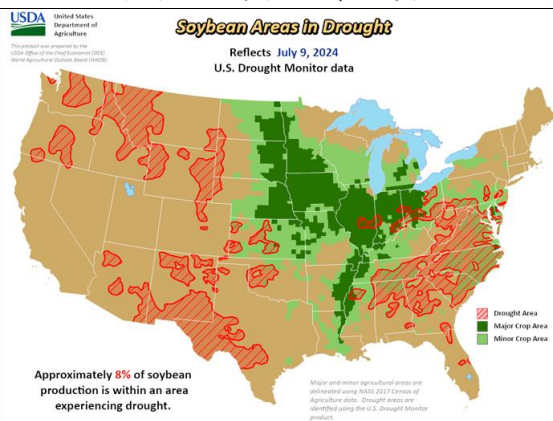 USDA
United States
Department of
Agriculture
This product was prepared by the
USDA Office of the Chief Economist (OCE)
World Agricultural Outlook Board (WAOB)
Soybean Areas in Drought
Reflects July 9, 2024
U.S. Drought Monitor data
Drought Area
Major Crop Area
Minor Crop Area
Approximately 8% of soybean
production is within an area
experiencing drought.
Major and minor agricultural areas are
delineated using NASS 2017 Census of
Agriculture data. Drought areas are
identified using the U.S. Drought Monitor
product.